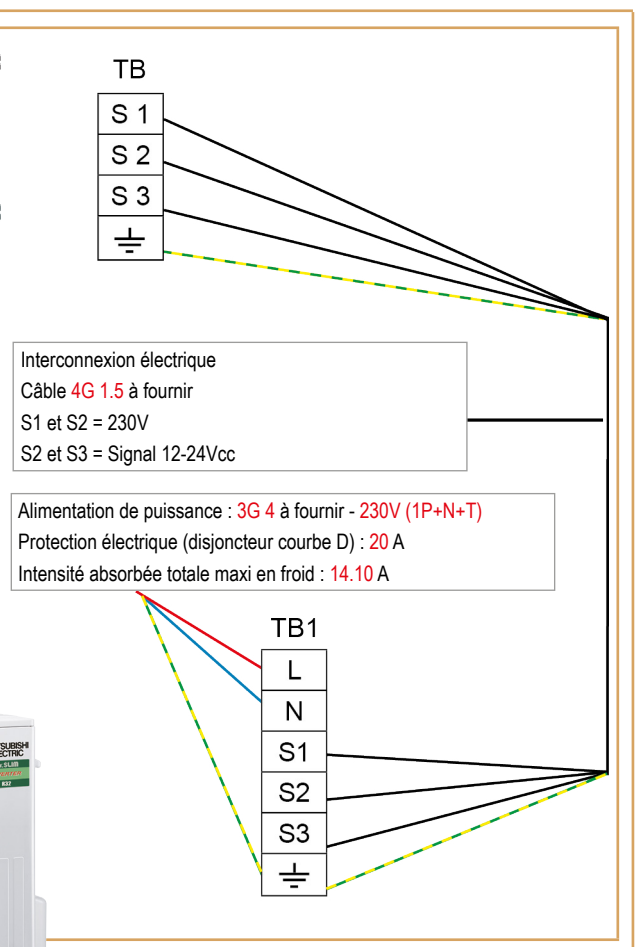 TB
S 1
S 2
S 3
Interconnexion électrique
Câble 4G 1.5 à fournir
S1 et S2 = 230V
S2 et S3 = Signal 12-24Vcc
Alimentation de puissance : 3G 4 à fournir - 230V (1P+N+T)
Protection électrique (disjoncteur courbe D) : 20 A
Intensité absorbée totale maxi en froid : 14.10 A
TB1
L
N
S1
S2
S3